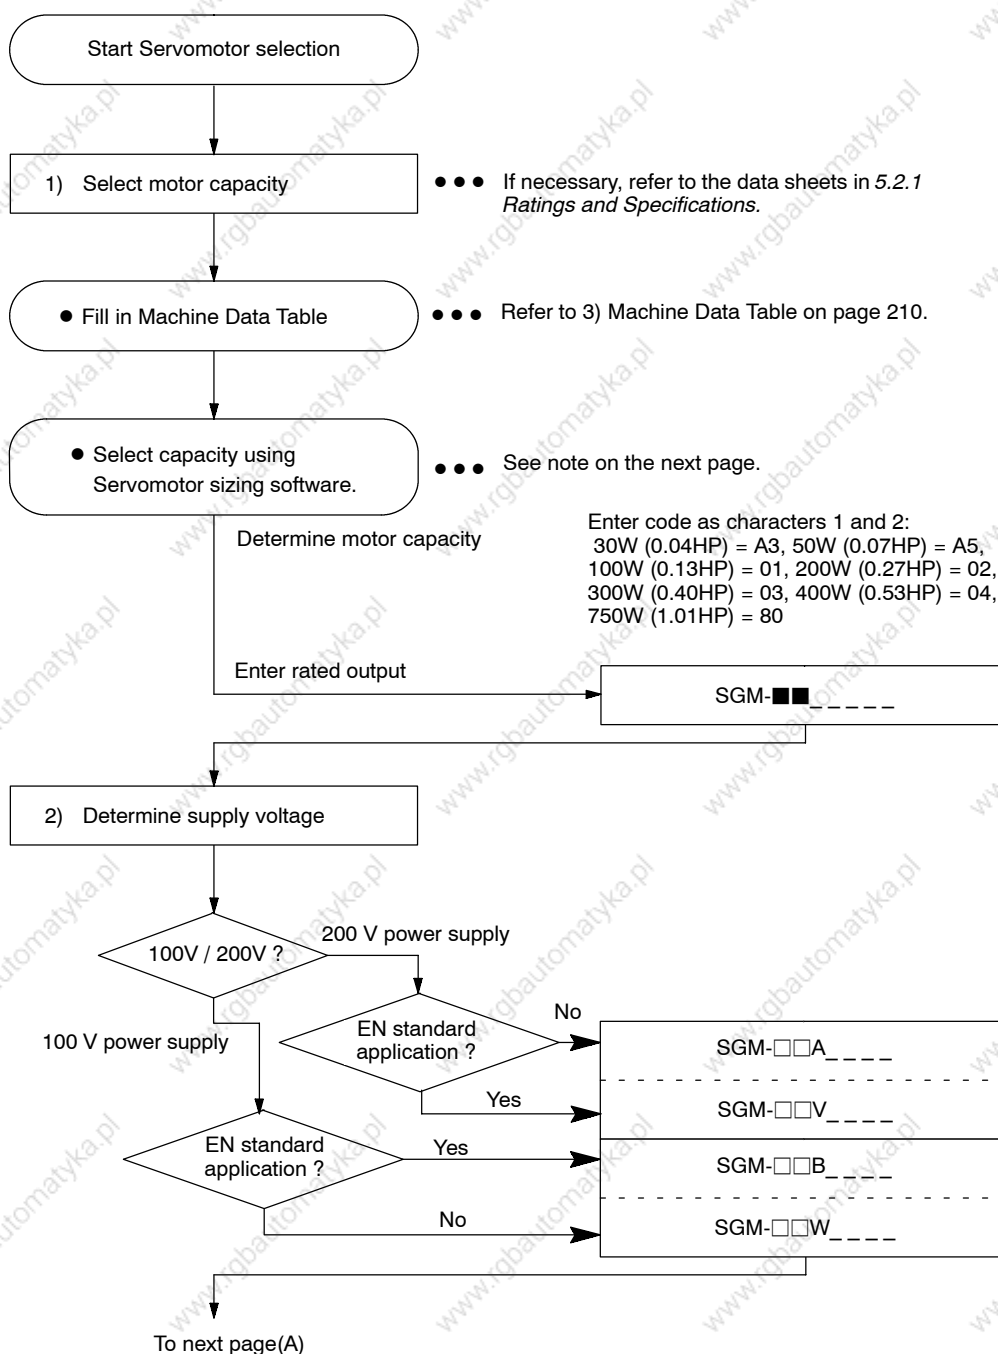 Start Servomotor selection
1) Select motor capacity
••• If necessary, refer to the data sheets in 5.2.1
Ratings and Specifications.
• Fill in Machine Data Table
••• Refer to 3) Machine Data Table on page 210.
• Select capacity using
Servomotor sizing software.
••• See note on the next page.
Determine motor capacity
Enter code as characters 1 and 2:
30W (0.04HP) = A3, 50W (0.07HP) = A5,
100W (0.13HP) = 01, 200W (0.27HP) = 02,
300W (0.40HP) = 03, 400W (0.53HP) = 04,
750W (1.01HP) = 80
Enter rated output
SGM-■■_ _ _ _ _
2) Determine supply voltage
100V / 200V ?
200 V power supply
100 V power supply
EN standard
application ?
No
Yes
SGM-□□A_ _ _ _
SGM-□□V_ _ _ _
EN standard
application ?
Yes
No
SGM-□□B_ _ _ _
SGM-□□W_ _ _ _
To next page(A)
www.rgbautomatyka.pl